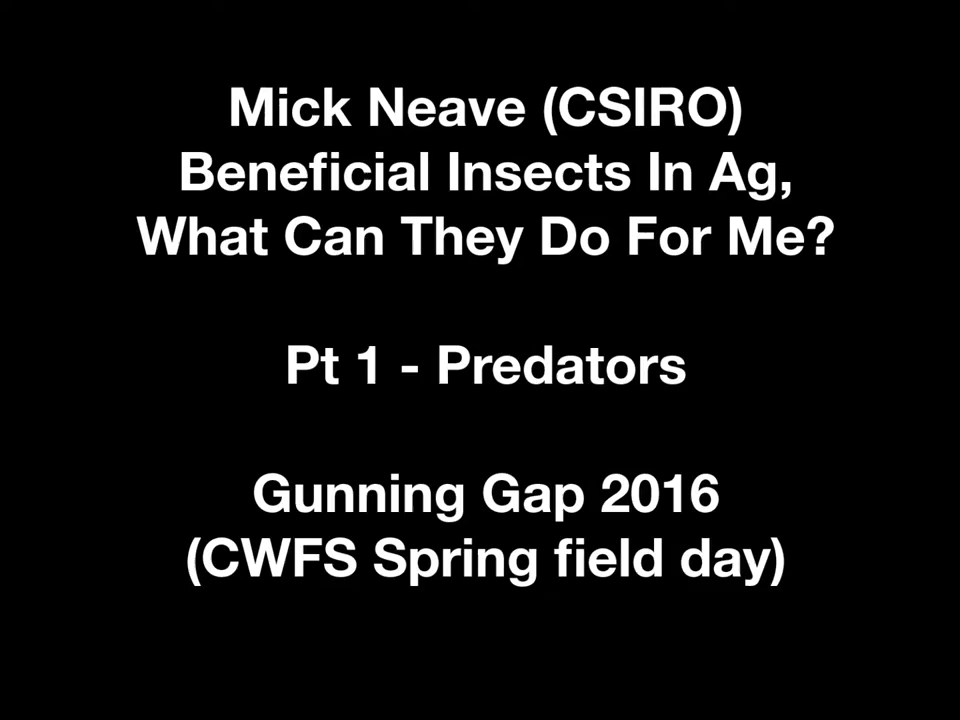 Mick Neave (CSIRO)
Beneficial Insects In Ag,
What Can They Do For Me?
Pt 1 - Predators
Gunning Gap 2016
(CWFS Spring field day)